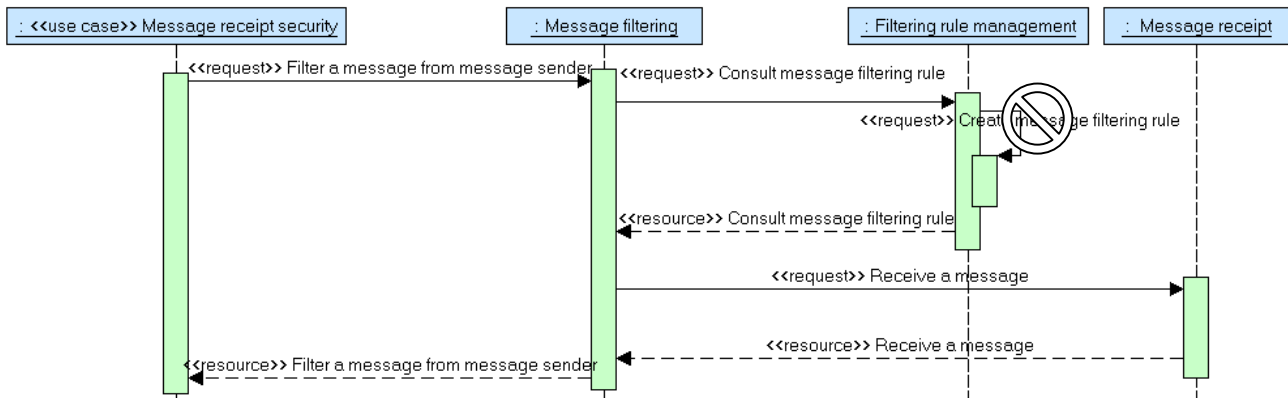 : <<use case>> Message receipt security
: Message filtering
: Filtering rule management
: Message receipt
<<request>> Filter a message from message sender
<<request>> Consult message filtering rule
<<request>> Create message filtering rule
<<resource>> Consult message filtering rule
<<request>> Receive a message
<<resource>> Receive a message
<<resource>> Filter a message from message sender